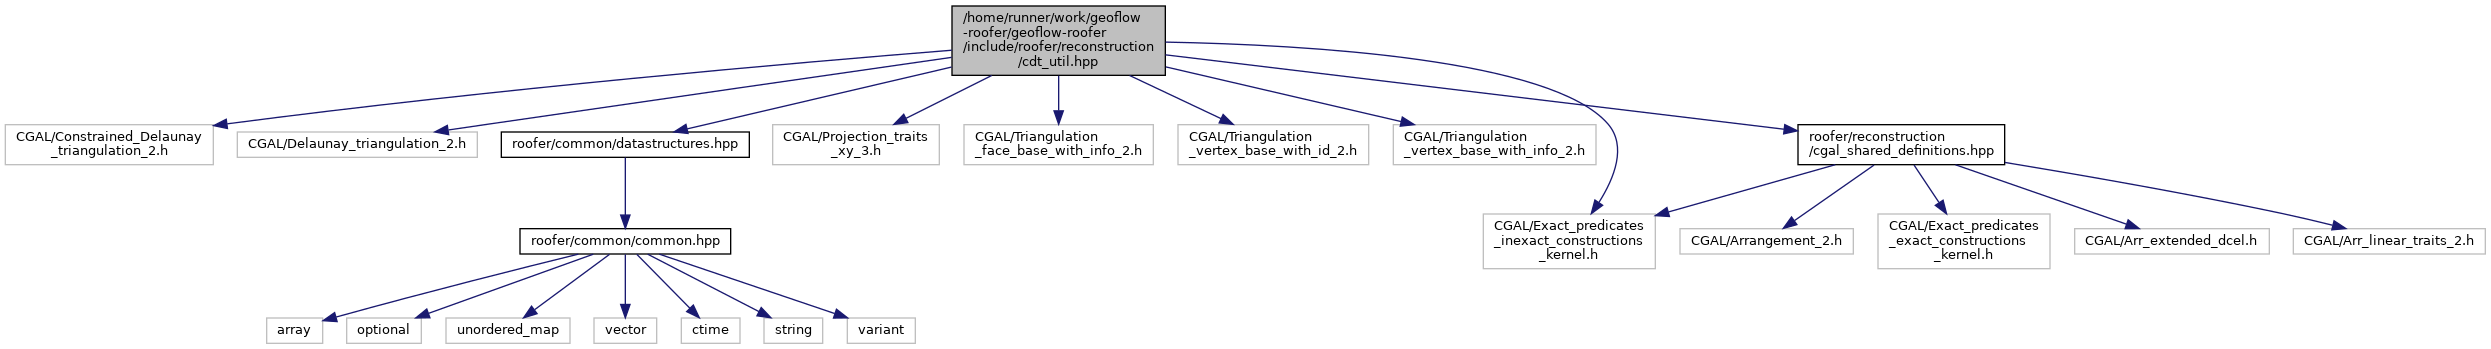 /home/runner/work/geoflow
-roofer/geoflow-roofer
/include/roofer/reconstruction
/cdt_util.hpp
CGAL/Constrained_Delaunay
_triangulation_2.h
CGAL/Delaunay_triangulation_2.h
roofer/common/datastructures.hpp
CGAL/Projection_traits
_xy_3.h
CGAL/Triangulation
_face_base_with_info_2.h
CGAL/Triangulation
_vertex_base_with_id_2.h
CGAL/Triangulation
_vertex_base_with_info_2.h
roofer/reconstruction
/cgal_shared_definitions.hpp
roofer/common/common.hpp
CGAL/Exact_predicates
_inexact_constructions
_kernel.h
CGAL/Arrangement_2.h
CGAL/Exact_predicates
_exact_constructions
_kernel.h
CGAL/Arr_extended_dcel.h
CGAL/Arr_linear_traits_2.h
array
optional
unordered_map
vector
ctime
string
variant